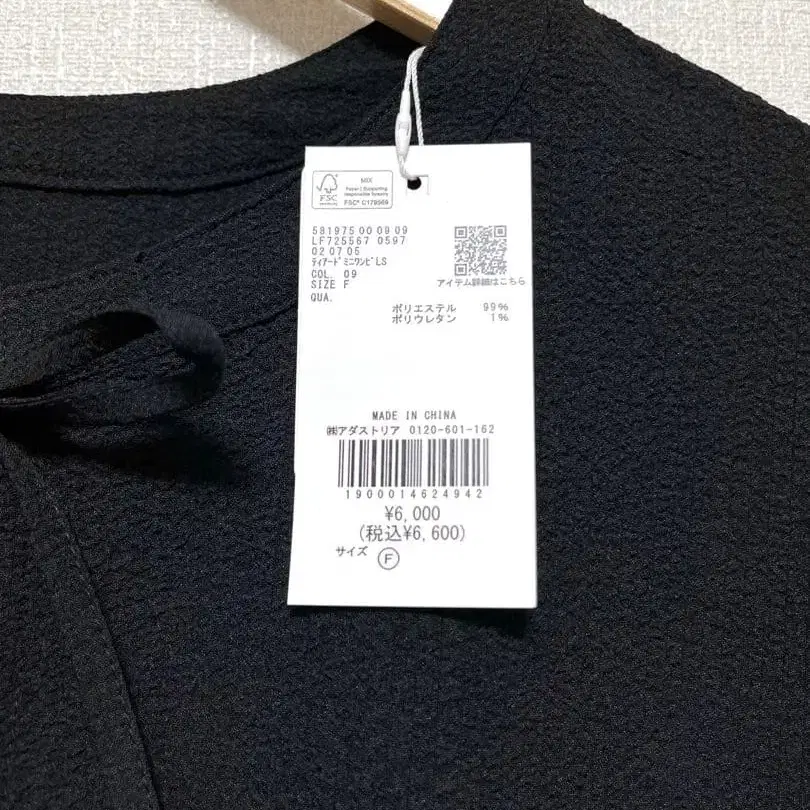 FSC
MIX
Paper | Supporting
responsible forestry
FSC® C178569
581975 00 09 09
LF725567 0597
02 07 05
ティアードミニワンピLS
COL. 09
SIZE F
QUA.
アイテム詳細はこちら
ポリエステル 99%
ポリウレタン 1%
MADE IN CHINA
㈱アダストリア 0120-601-162
1900014624942
¥6,000
(税込¥6,600)
サイズ Ⓕ